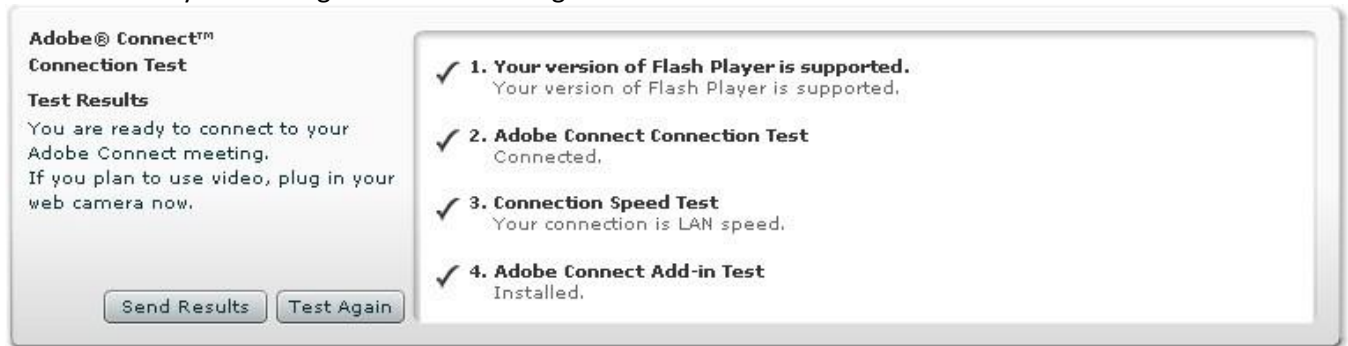 Adobe® Connect™
Connection Test
Test Results
You are ready to connect to your
Adobe Connect meeting.
If you plan to use video, plug in your
web camera now.
Send Results
Test Again
1. Your version of Flash Player is supported.
Your version of Flash Player is supported.
2. Adobe Connect Connection Test
Connected.
3. Connection Speed Test
Your connection is LAN speed.
4. Adobe Connect Add-in Test
Installed.